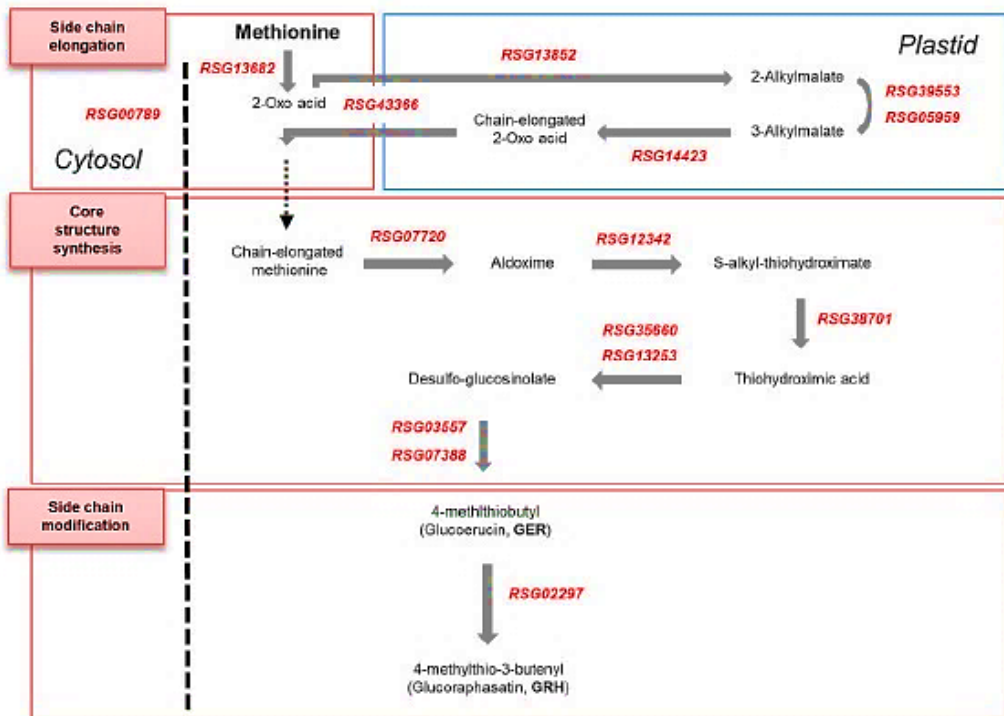 Side chain
elongation
Methionine
Plastid
RSG13682
RSG13852
2-Alkylmalate
RSG39553
RSG00789
2-Oxo acid
RSG43366
RSG05959
Chain-elongated
2-Oxo acid
3-Alkylmalate
Cytosol
RSG14423
Core
structure
synthesis
RSG07720
RSG12342
Chain-elongated
methionine
Aldoxime
S-alkyl-thiohydroximate
RSG35660
RSG38701
RSG13253
Desulfo-glucosinolate
Thiohydroximic acid
RSG03557
RSG07388
Side chain
modification
4-methlthiobutyl
(Glucoerucin, GER)
RSG02297
4-methylthio-3-butenyl
(Glucoraphasatin, GRH)